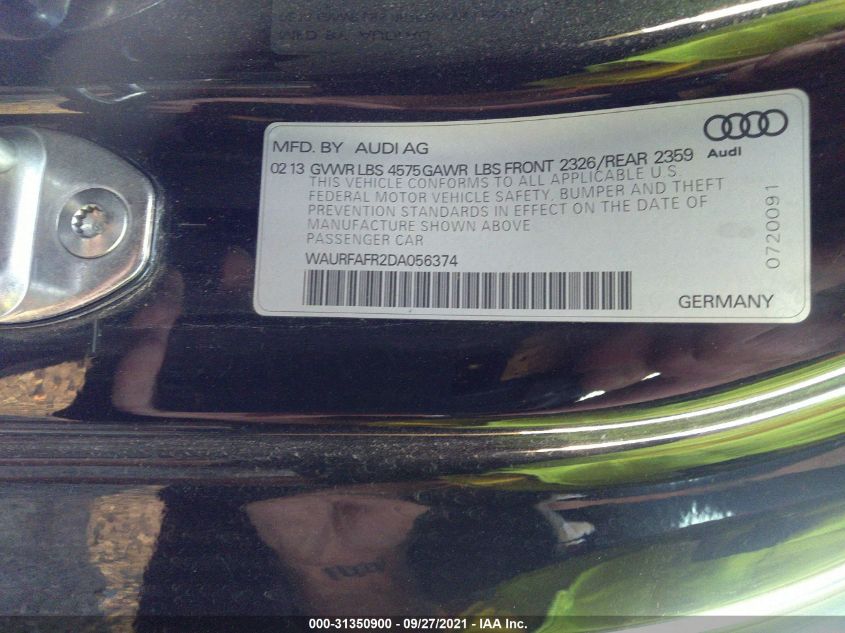 MFD. BY AUDI AG
Audi
02 13 GVWR LBS 4575 GAWR LBS FRONT 2326/REAR 2359
THIS VEHICLE CONFORMS TO ALL APPLICABLE U.S.
FEDERAL MOTOR VEHICLE SAFETY, BUMPER AND THEFT
PREVENTION STANDARDS IN EFFECT ON THE DATE OF
MANUFACTURE SHOWN ABOVE
PASSENGER CAR
WAURFAFR2DA056374
0720091
GERMANY
000-31350900 - 09/27/2021 - IAA Inc.